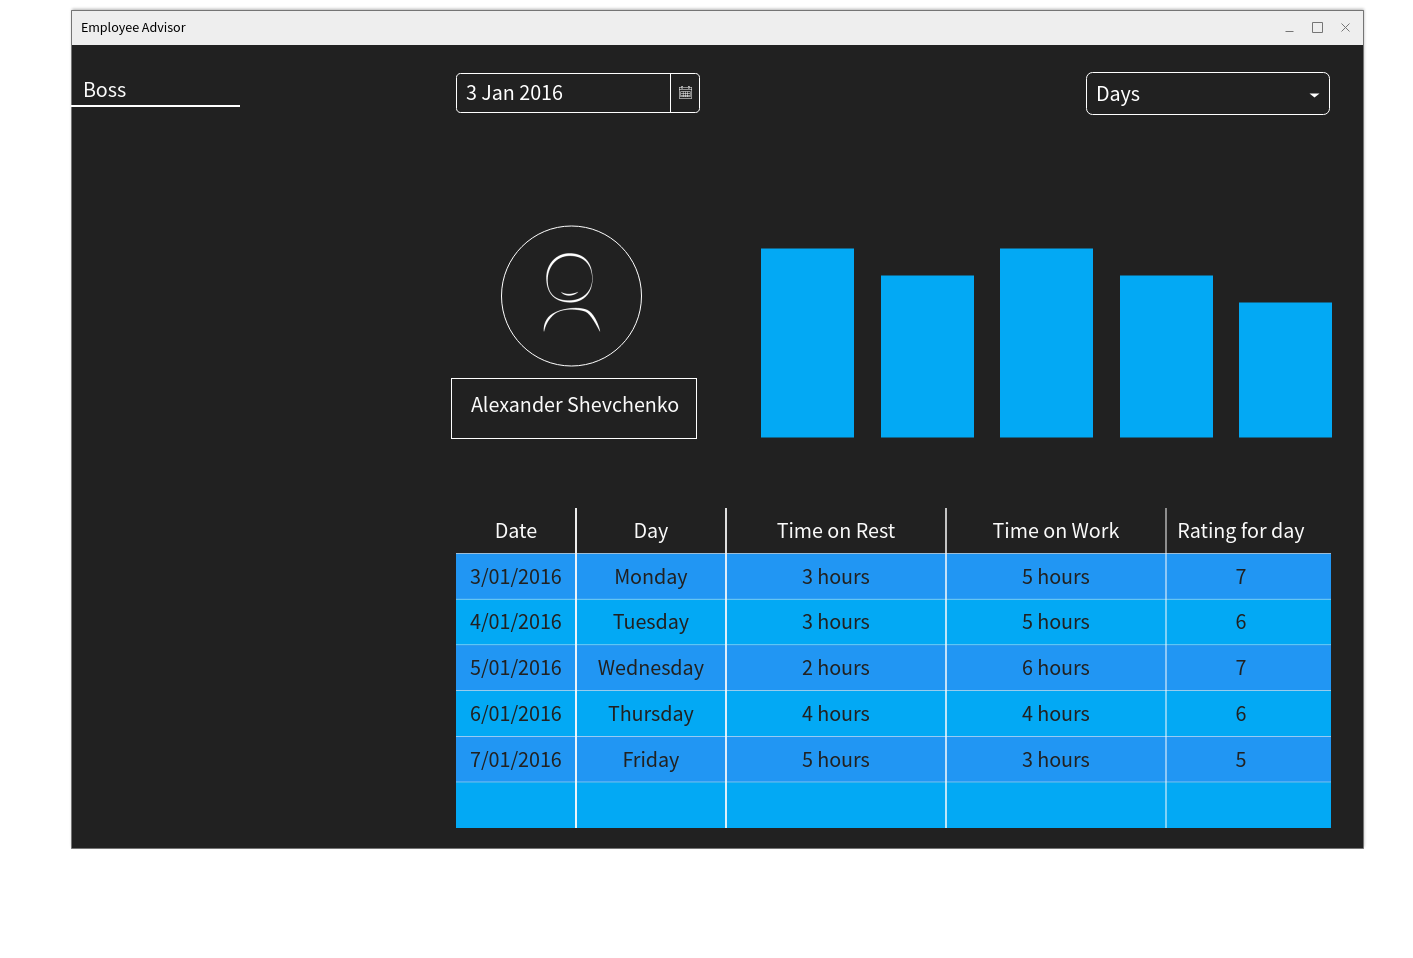 Employee Advisor
Boss
3 Jan 2016
Days
Alexander Shevchenko
Date Day Time on Rest Time on Work Rating for day
3/01/2016 Monday 3 hours 5 hours 7
4/01/2016 Tuesday 3 hours 5 hours 6
5/01/2016 Wednesday 2 hours 6 hours 7
6/01/2016 Thursday 4 hours 4 hours 6
7/01/2016 Friday 5 hours 3 hours 5